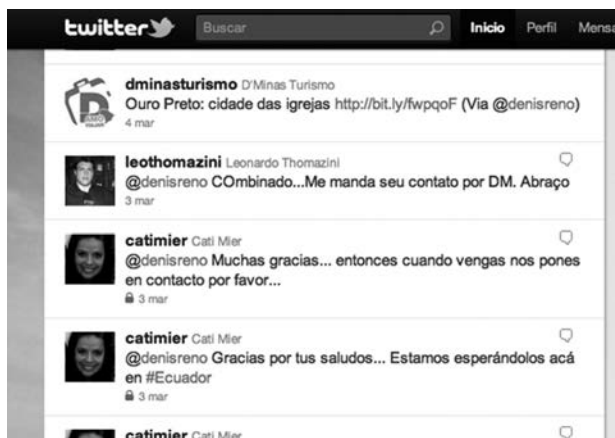 twitter Buscar Inicio Perfil Mensa
dminasturismo D'Minas Turismo
Ouro Preto: cidade das igrejas http://bit.ly/fwpqoF (Via @denisreno)
4 mar
leothomazini Leonardo Thomazini
@denisreno COmbinado...Me manda seu contato por DM. Abraço
3 mar
catimier Cati Mier
@denisreno Muchas gracias... entonces cuando vengas nos pones
en contacto por favor...
3 mar
catimier Cati Mier
@denisreno Gracias por tus saludos... Estamos esperándolos acá
en #Ecuador
3 mar
catimier Cati Mier